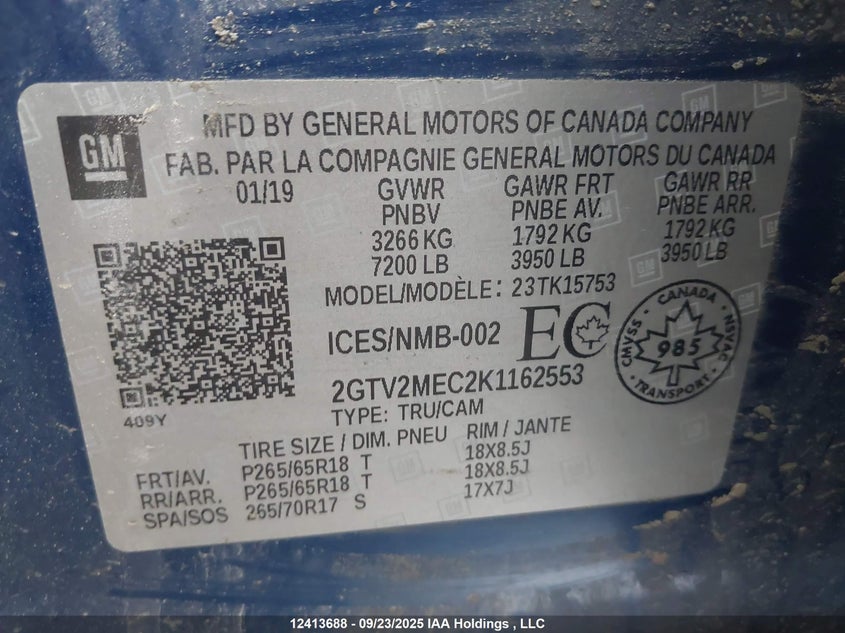 GM
MFD BY GENERAL MOTORS OF CANADA COMPANY
FAB. PAR LA COMPAGNIE GENERAL MOTORS DU CANADA
01/19 GVWR GAWR FRT GAWR RR
PNBV PNBE AV. PNBE ARR.
3266 KG 1792 KG 1792 KG
7200 LB 3950 LB 3950 LB
MODEL/MODÈLE: 23TK15753
ICES/NMB-002 EC
CANADA
CMVSS 985 NSVAC
TRANSPORT
2GTV2MEC2K1162553
409Y TYPE: TRU/CAM
TIRE SIZE / DIM. PNEU RIM / JANTE
FRT/AV. P265/65R18 T 18X8.5J
RR/ARR. P265/65R18 T 18X8.5J
SPA/SOS 265/70R17 S 17X7J
12413688 - 09/23/2025 IAA Holdings , LLC